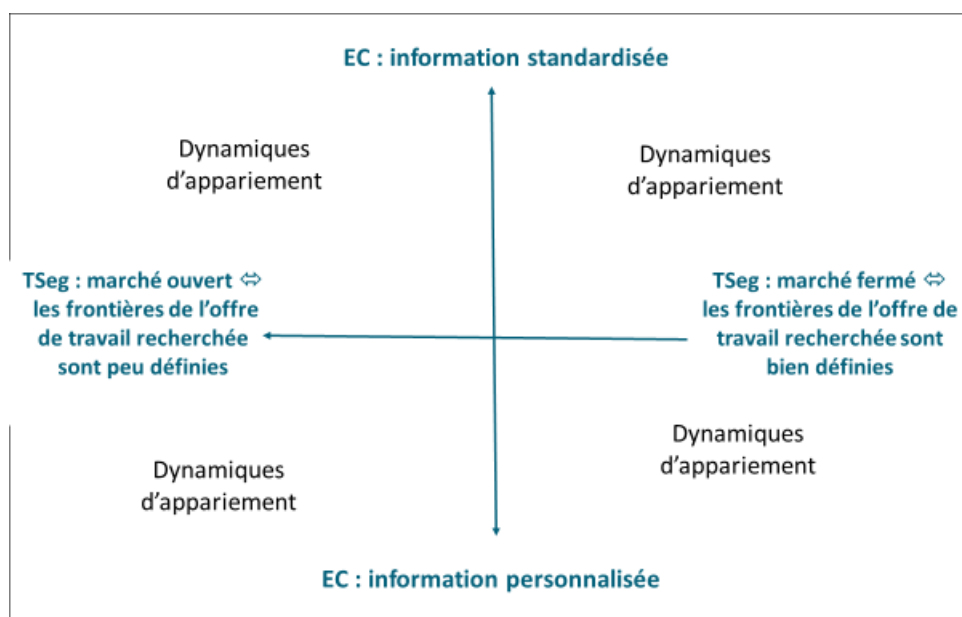 EC : information standardisée
Dynamiques
d’appariement
Dynamiques
d’appariement
TSeg : marché ouvert ⬄
les frontières de l’offre
de travail recherchée
sont peu définies
TSeg : marché fermé ⬄
les frontières de l’offre de
travail recherchée sont
bien définies
Dynamiques
d’appariement
Dynamiques
d’appariement
EC : information personnalisée